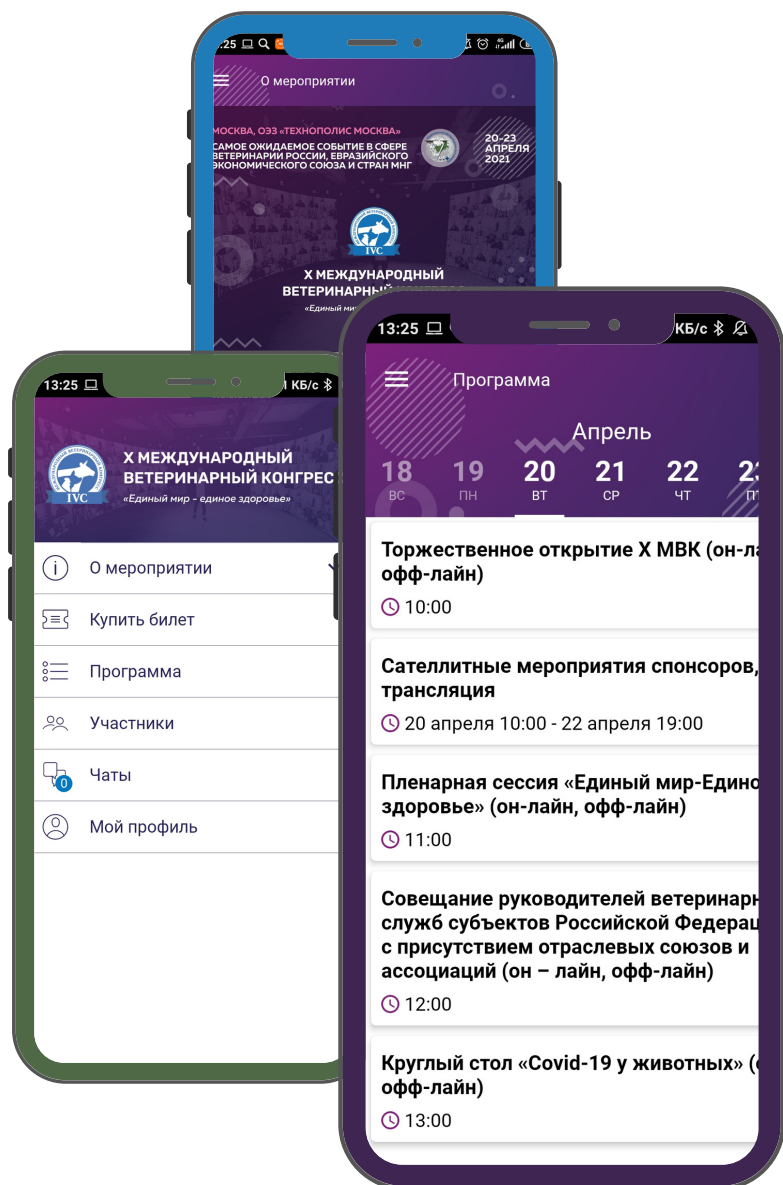 :25
4G
О мероприятии
МОСКВА, ОЭЗ «ТЕХНОПОЛИС МОСКВА»
САМОЕ ОЖИДАЕМОЕ СОБЫТИЕ В СФЕРЕ
ВЕТЕРИНАРИИ РОССИИ, ЕВРАЗИЙСКОГО
ЭКОНОМИЧЕСКОГО СОЮЗА И СТРАН МНГ
20-23
АПРЕЛЯ
2021
IVC
X МЕЖДУНАРОДНЫЙ
ВЕТЕРИНАРНЫЙ
«Единый
13:25
КБ/с
X МЕЖДУНАРОДНЫЙ
ВЕТЕРИНАРНЫЙ КОНГРЕС
«Единый мир - единое здоровье»
IVC
О мероприятии
Купить билет
Программа
Участники
Чаты
0
Мой профиль
13:25
КБ/с
Программа
Апрель
18 19 20 21 22 23
ВС ПН ВТ СР ЧТ
Торжественное открытие X МВК (он-ла
офф-лайн)
10:00
Сателлитные мероприятия спонсоров,
трансляция
20 апреля 10:00 - 22 апреля 19:00
Пленарная сессия «Единый мир-Едино
здоровье» (он-лайн, офф-лайн)
11:00
Совещание руководителей ветеринарн
служб субъектов Российской Федерац
с присутствием отраслевых союзов и
ассоциаций (он – лайн, офф-лайн)
12:00
Круглый стол «Covid-19 у животных» (
офф-лайн)
13:00